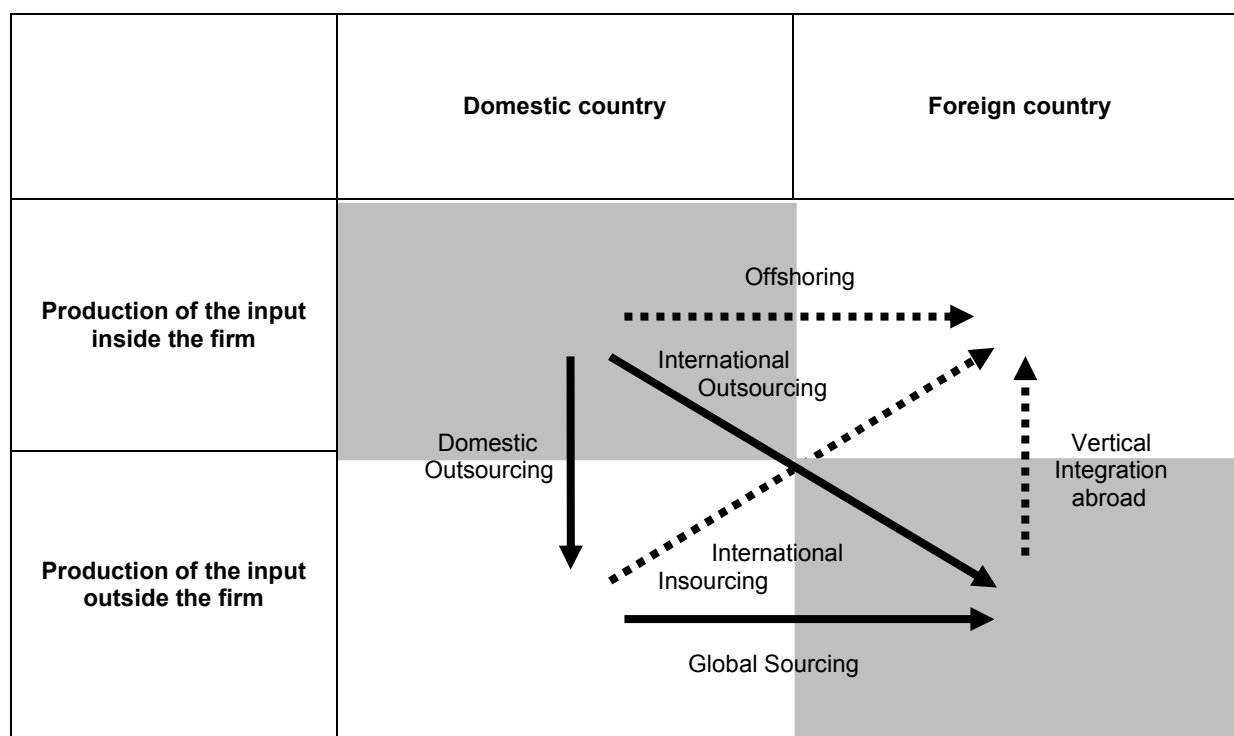 Domestic country
Foreign country
Production of the input
inside the firm
Offshoring
International
Outsourcing
Domestic
Outsourcing
Vertical
Integration
abroad
Production of the input
outside the firm
International
Insourcing
Global Sourcing